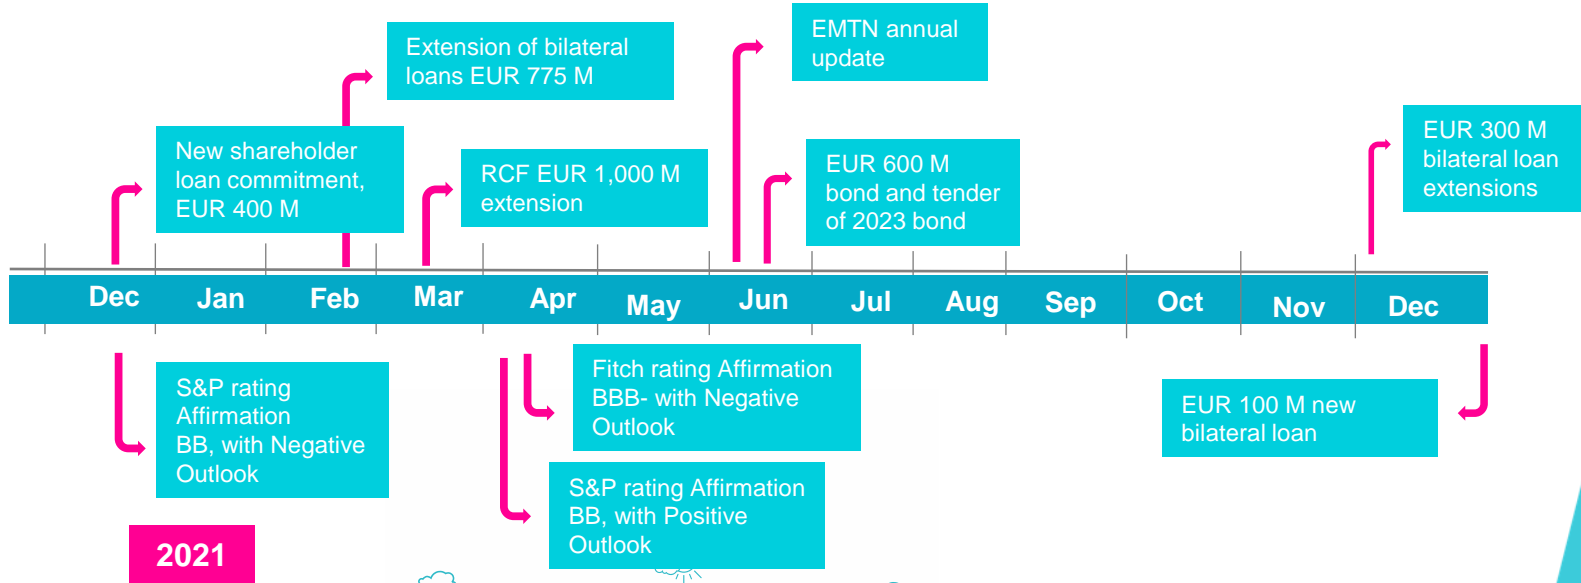 EMTN annual
update
Extension of bilateral
loans EUR 775 M
New shareholder
loan commitment,
EUR 400 M
RCF EUR 1,000 M
extension
EUR 600 M
bond and tender
of 2023 bond
EUR 300 M
bilateral loan
extensions
Dec Jan Feb Mar Apr May Jun Jul Aug Sep Oct Nov Dec
S&P rating
Affirmation
BB, with Negative
Outlook
Fitch rating Affirmation
BBB- with Negative
Outlook
S&P rating Affirmation
BB, with Positive
Outlook
EUR 100 M new
bilateral loan
2021